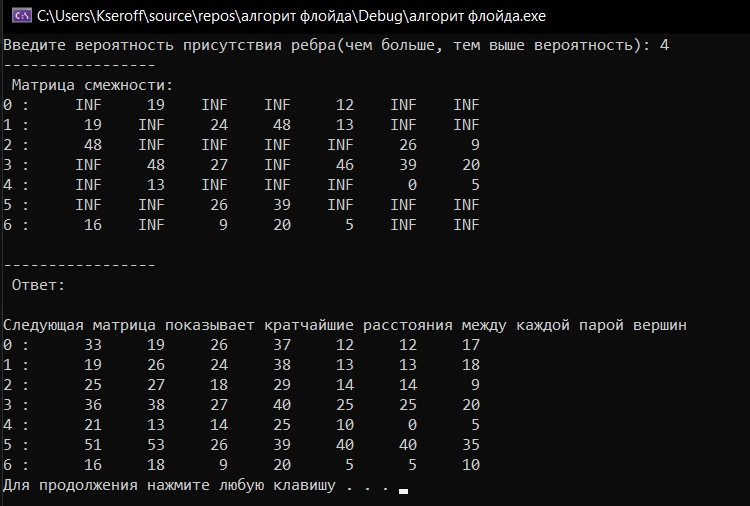 C:\Users\Kseroff\source\repos\алгорит флойда\Debug\алгорит флойда.exe
Введите вероятность присутствия ребра(чем больше, тем выше вероятность): 4
-----------------
Матрица смежности:
0 : INF 19 INF INF 12 INF INF
1 : 19 INF 24 48 13 INF INF
2 : 48 INF INF INF INF 26 9
3 : INF 48 27 INF 46 39 20
4 : INF 13 INF INF INF 0 5
5 : INF INF 26 39 INF INF INF
6 : 16 INF 9 20 5 INF INF
-----------------
Ответ:
Следующая матрица показывает кратчайшие расстояния между каждой парой вершин
0 : 33 19 26 37 12 12 17
1 : 19 26 24 38 13 13 18
2 : 25 27 18 29 14 14 9
3 : 36 38 27 40 25 25 20
4 : 21 13 14 25 10 0 5
5 : 51 53 26 39 40 40 35
6 : 16 18 9 20 5 5 10
Для продолжения нажмите любую клавишу . . .